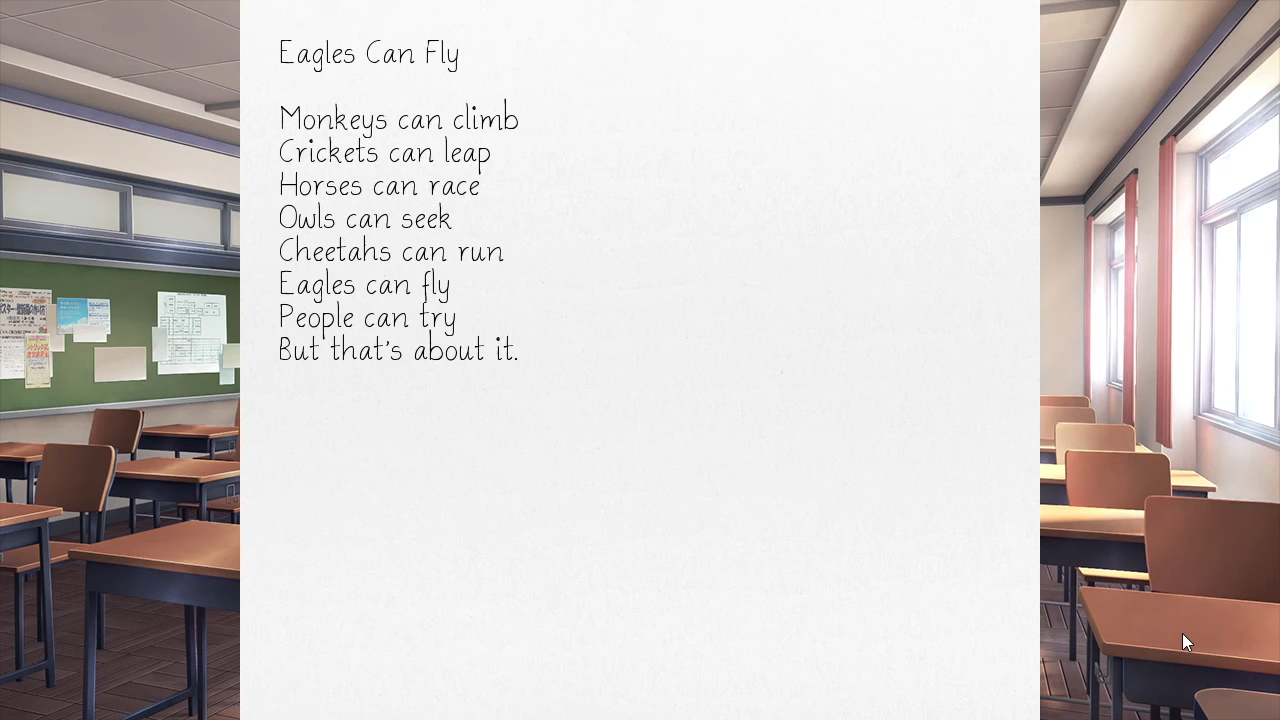 Eagles Can Fly
Monkeys can climb
Crickets can leap
Horses can race
Owls can seek
Cheetahs can run
Eagles can fly
People can try
But that's about it.